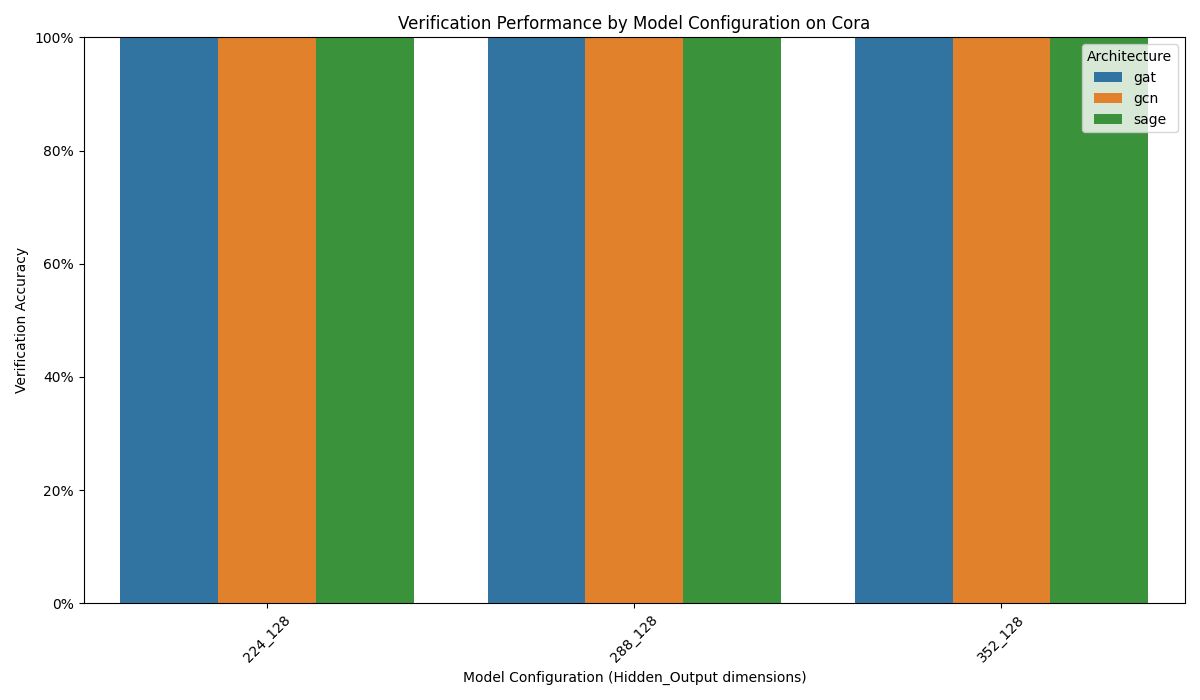 Verification Performance by Model Configuration on Cora
100%
80%
60%
40%
20%
0%
Verification Accuracy
Architecture
gat
gcn
sage
224_128
288_128
352_128
Model Configuration (Hidden_Output dimensions)